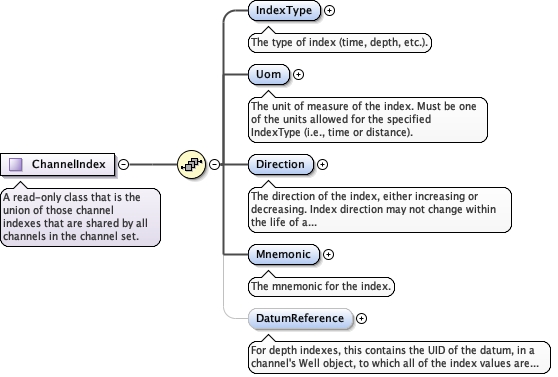 IndexType
The type of index (time, depth, etc.).
Uom
The unit of measure of the index. Must be one
of the units allowed for the specified
IndexType (i.e., time or distance).
ChannelIndex
A read-only class that is the
union of those channel
indexes that are shared by all
channels in the channel set.
Direction
The direction of the index, either increasing or
decreasing. Index direction may not change within
the life of a...
Mnemonic
The mnemonic for the index.
DatumReference
For depth indexes, this contains the UID of the datum, in a
channel's Well object, to which all of the index values are...